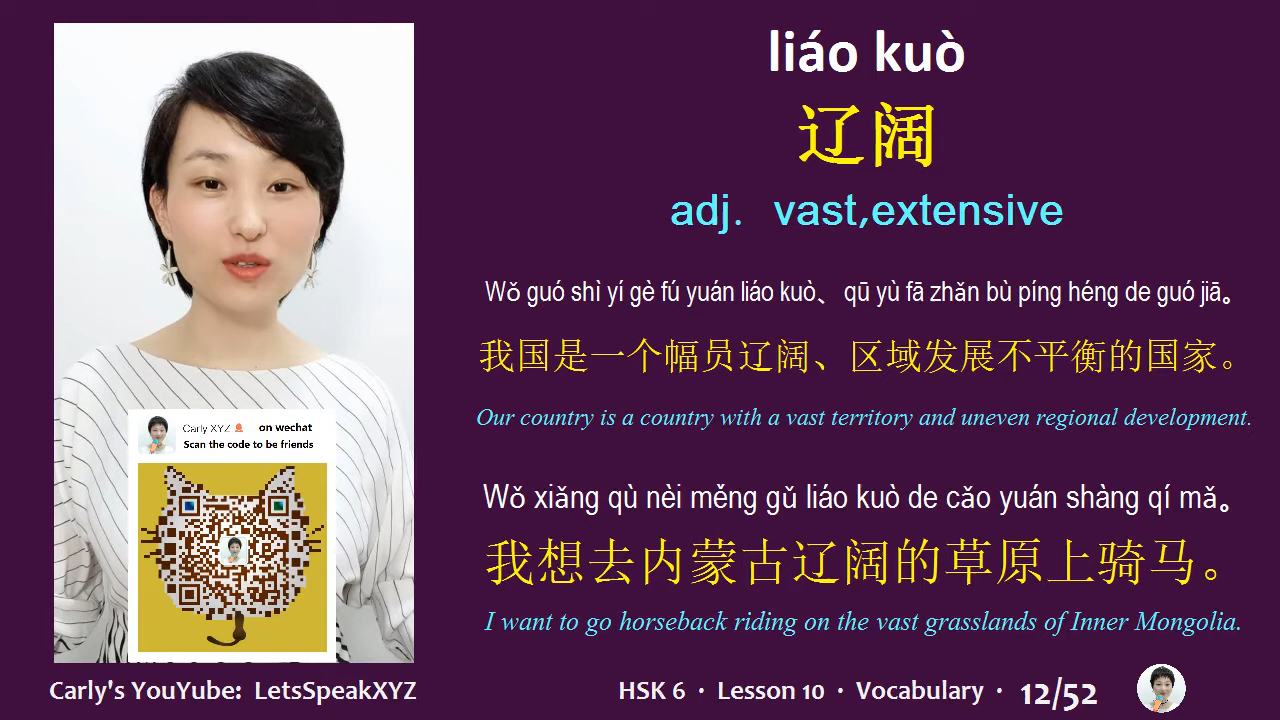 liáo kuò
辽阔
adj. vast,extensive
Wǒ guó shì yí gè fú yuán liáo kuò、qū yù fā zhǎn bù píng héng de guó jiā。
我国是一个幅员辽阔、区域发展不平衡的国家。
Our country is a country with a vast territory and uneven regional development.
Wǒ xiǎng qù nèi měng gǔ liáo kuò de cǎo yuán shàng qí mǎ。
我想去内蒙古辽阔的草原上骑马。
I want to go horseback riding on the vast grasslands of Inner Mongolia.
Carly XYZ on wechat
Scan the code to be friends
Carly's YouYube: LetsSpeakXYZ
HSK 6 · Lesson 10 · Vocabulary · 12/52